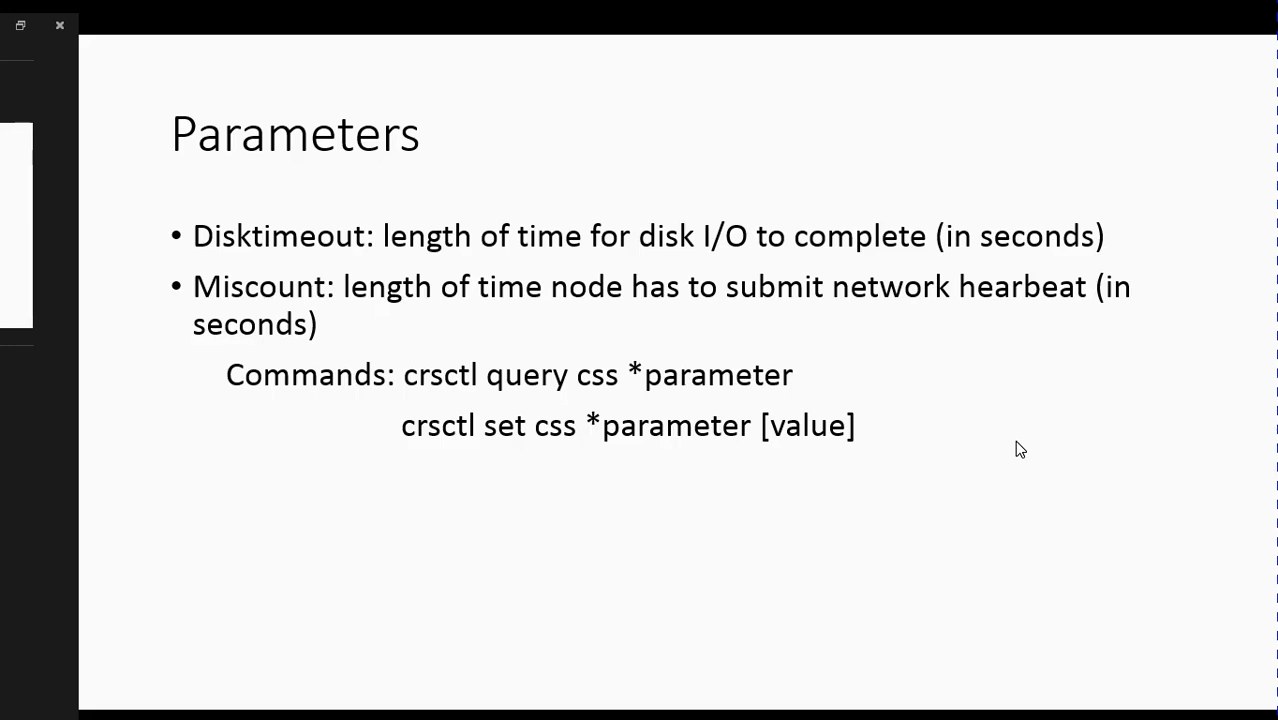 Parameters
• Disktimeout: length of time for disk I/O to complete (in seconds)
• Miscount: length of time node has to submit network hearbeat (in
seconds)
Commands: crsctl query css *parameter
crsctl set css *parameter [value]